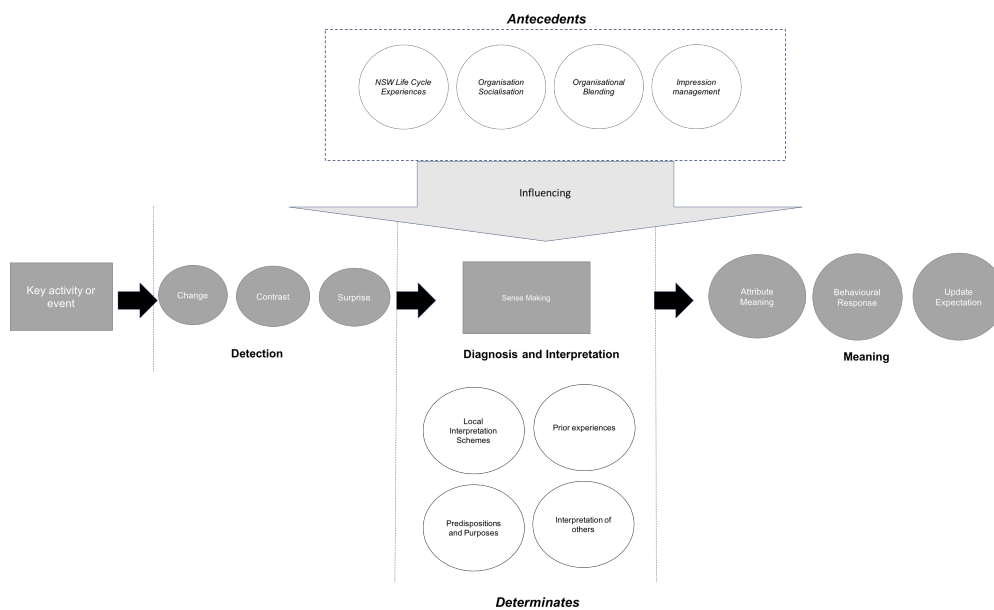 Antecedents
NSW Life Cycle
Experiences
Organisation
Socialisation
Organisational
Blending
Impression
management
Influencing
Key activity or
event
Change
Contrast
Surprise
Sense Making
Attribute
Meaning
Behavioural
Response
Update
Expectation
Detection
Diagnosis and Interpretation
Meaning
Local
Interpretation
Schemes
Prior experiences
Predispositions
and Purposes
Interpretation of
others
Determinates